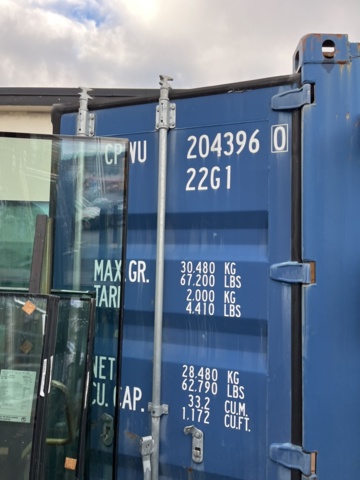 CPWU 204396 0
22G1
MAX.GR. 30.480 KG
67.200 LBS
TARE 2.000 KG
4.410 LBS
NET 28.480 KG
62.790 LBS
CU. CAP. 33.2 CU.M.
1.172 CU.FT.